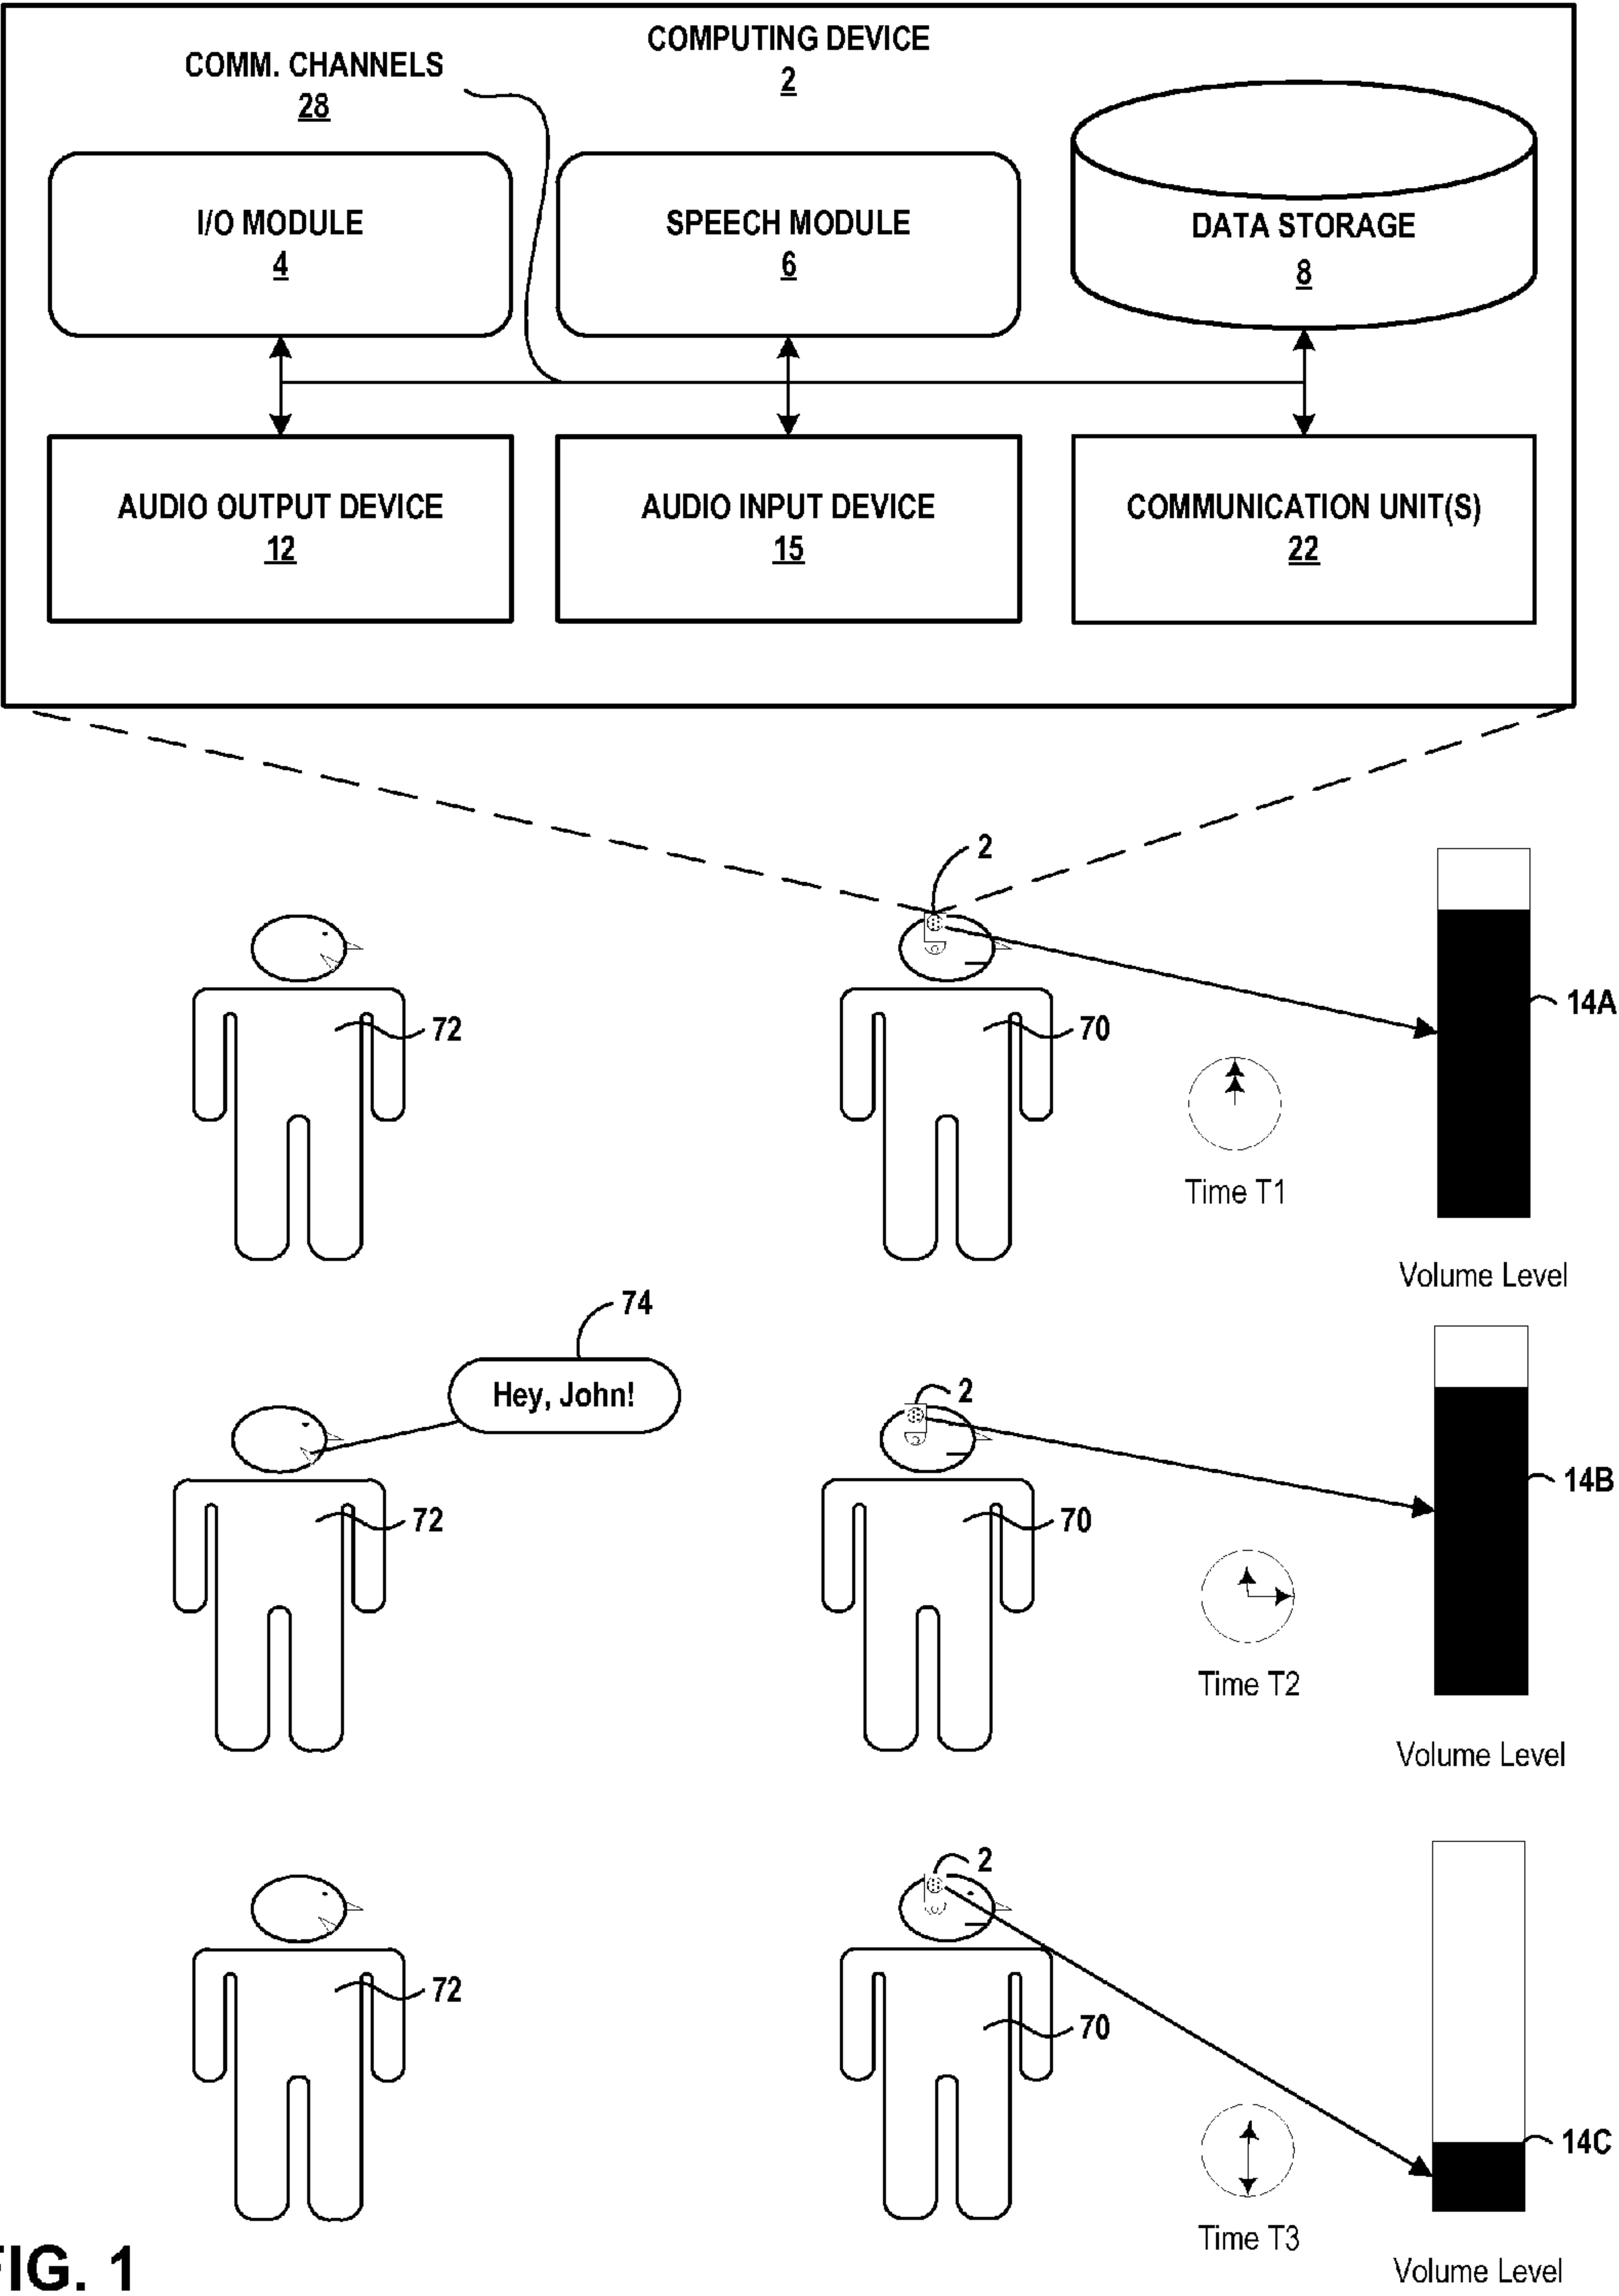 COMPUTING DEVICE
2
COMM. CHANNELS
28
I/O MODULE
4
SPEECH MODULE
6
DATA STORAGE
8
AUDIO OUTPUT DEVICE
12
AUDIO INPUT DEVICE
15
COMMUNICATION UNIT(S)
22
2
14A
72
70
Time T1
Volume Level
74
Hey, John!
2
14B
72
70
Time T2
Volume Level
2
72
70
14C
Time T3
Volume Level
FIG. 1